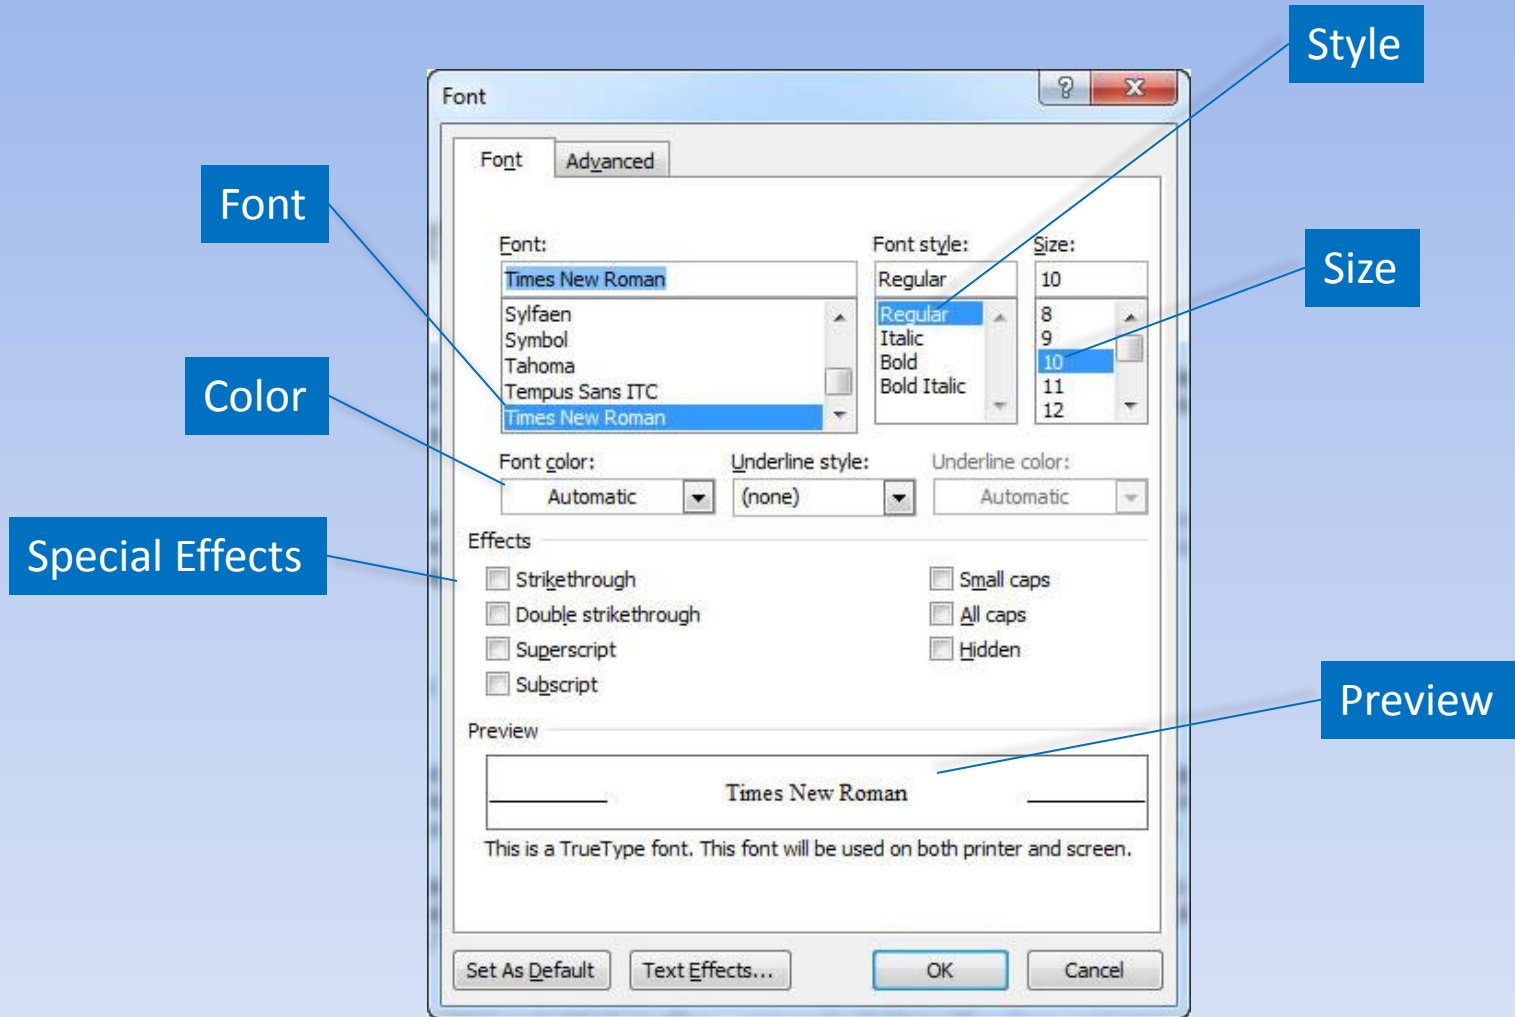 Style
Font
Font Advanced
Font
Font: Font style: Size:
Size
Times New Roman Regular 10
Sylfaen Regular 8
Symbol Italic 9
Tahoma Bold 10
Tempus Sans ITC Bold Italic 11
Times New Roman 12
Color
Font color: Underline style: Underline color:
Automatic (none) Automatic
Special Effects
Effects
Strikethrough Small caps
Double strikethrough All caps
Superscript Hidden
Subscript
Preview
Preview
Times New Roman
This is a TrueType font. This font will be used on both printer and screen.
Set As Default Text Effects... OK Cancel